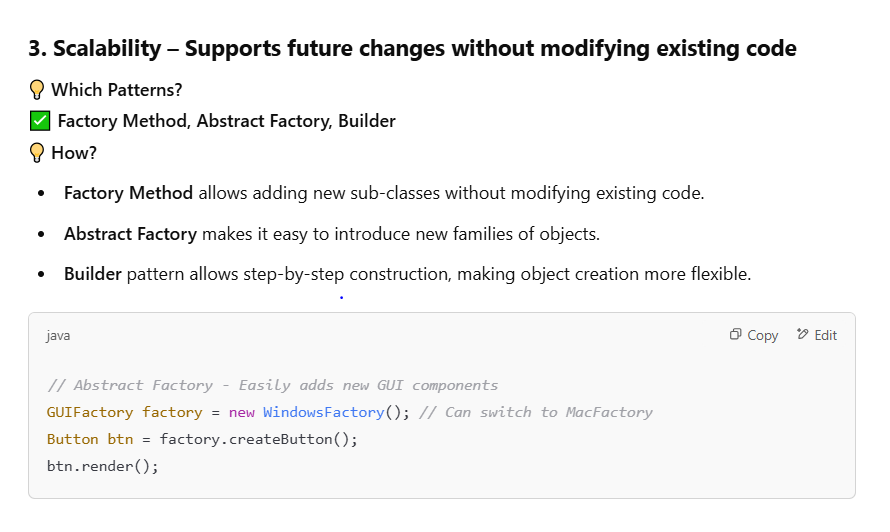 3. Scalability – Supports future changes without modifying existing code
💡 Which Patterns?
✅ Factory Method, Abstract Factory, Builder
💡 How?
• Factory Method allows adding new sub-classes without modifying existing code.
• Abstract Factory makes it easy to introduce new families of objects.
• Builder pattern allows step-by-step construction, making object creation more flexible.
java Copy Edit
// Abstract Factory - Easily adds new GUI components
GUIFactory factory = new WindowsFactory(); // Can switch to MacFactory
Button btn = factory.createButton();
btn.render();